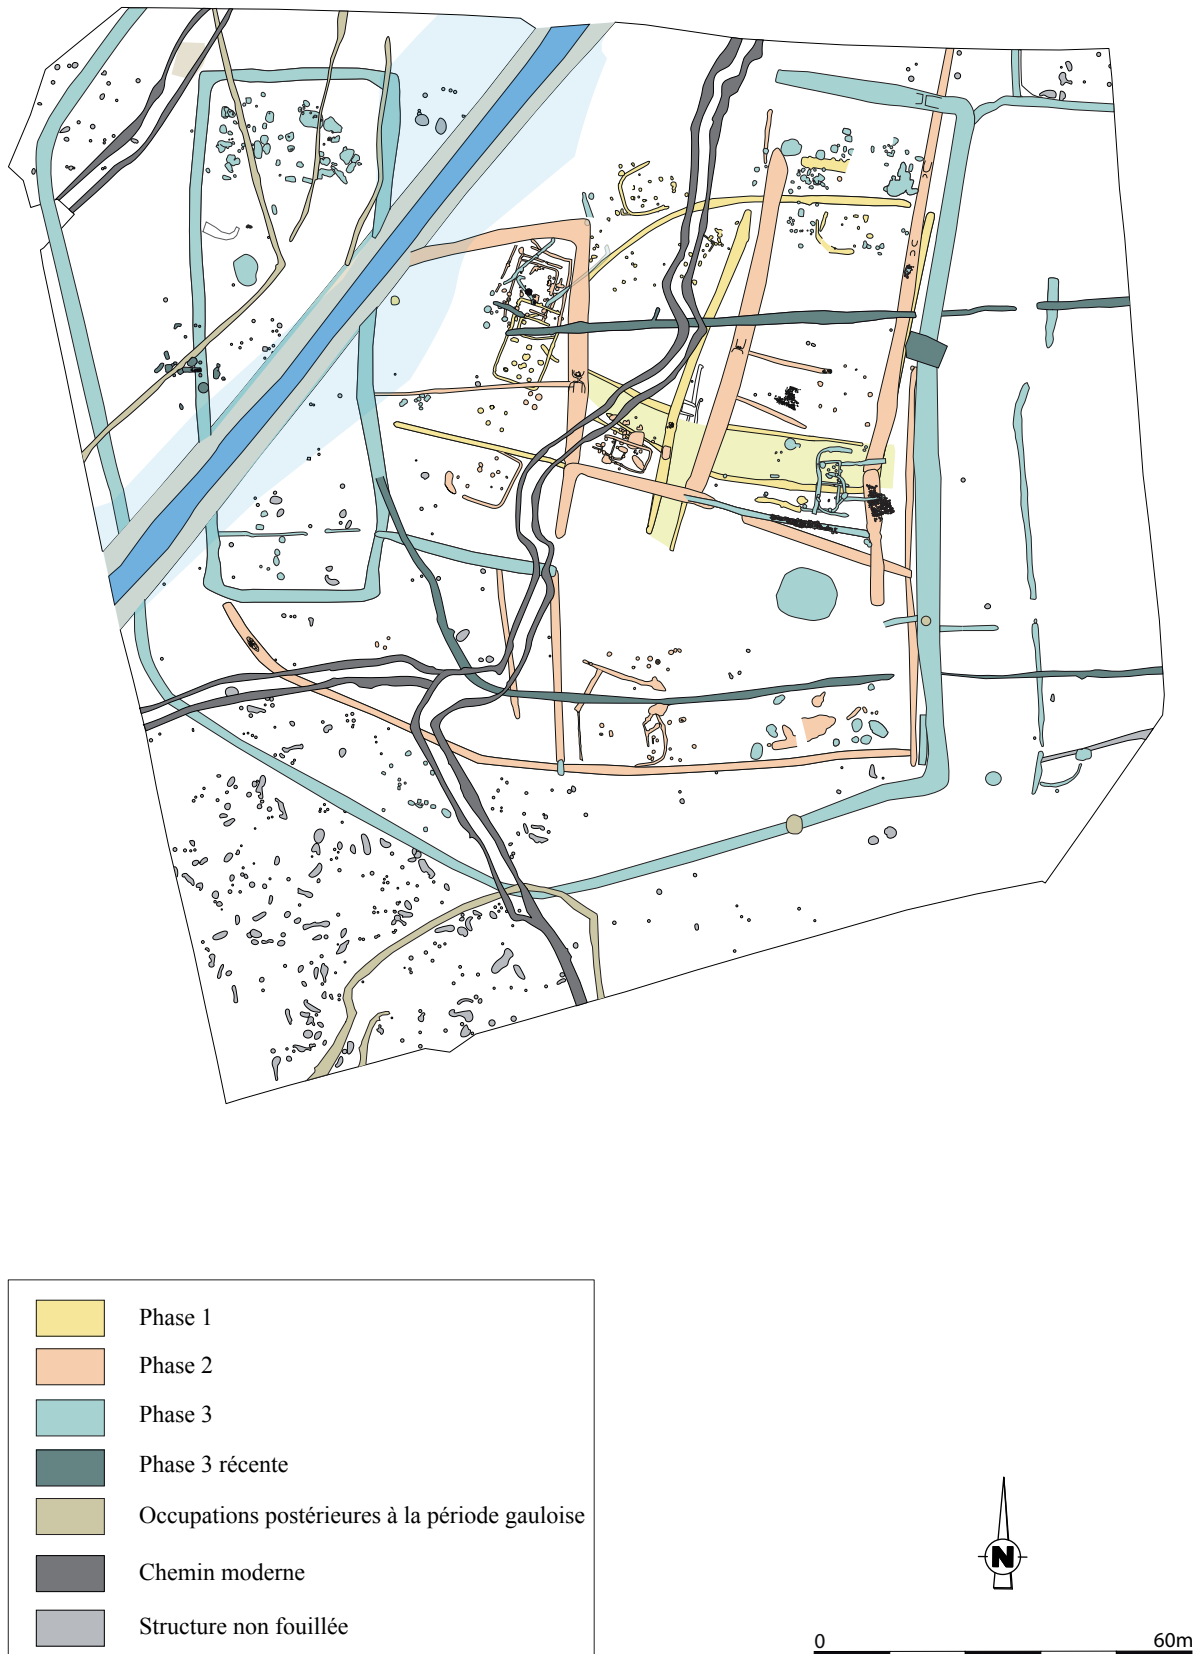 Phase 1
Phase 2
Phase 3
Phase 3 récente
Occupations postérieures à la période gauloise
Chemin moderne
Structure non fouillée
N
0 60m